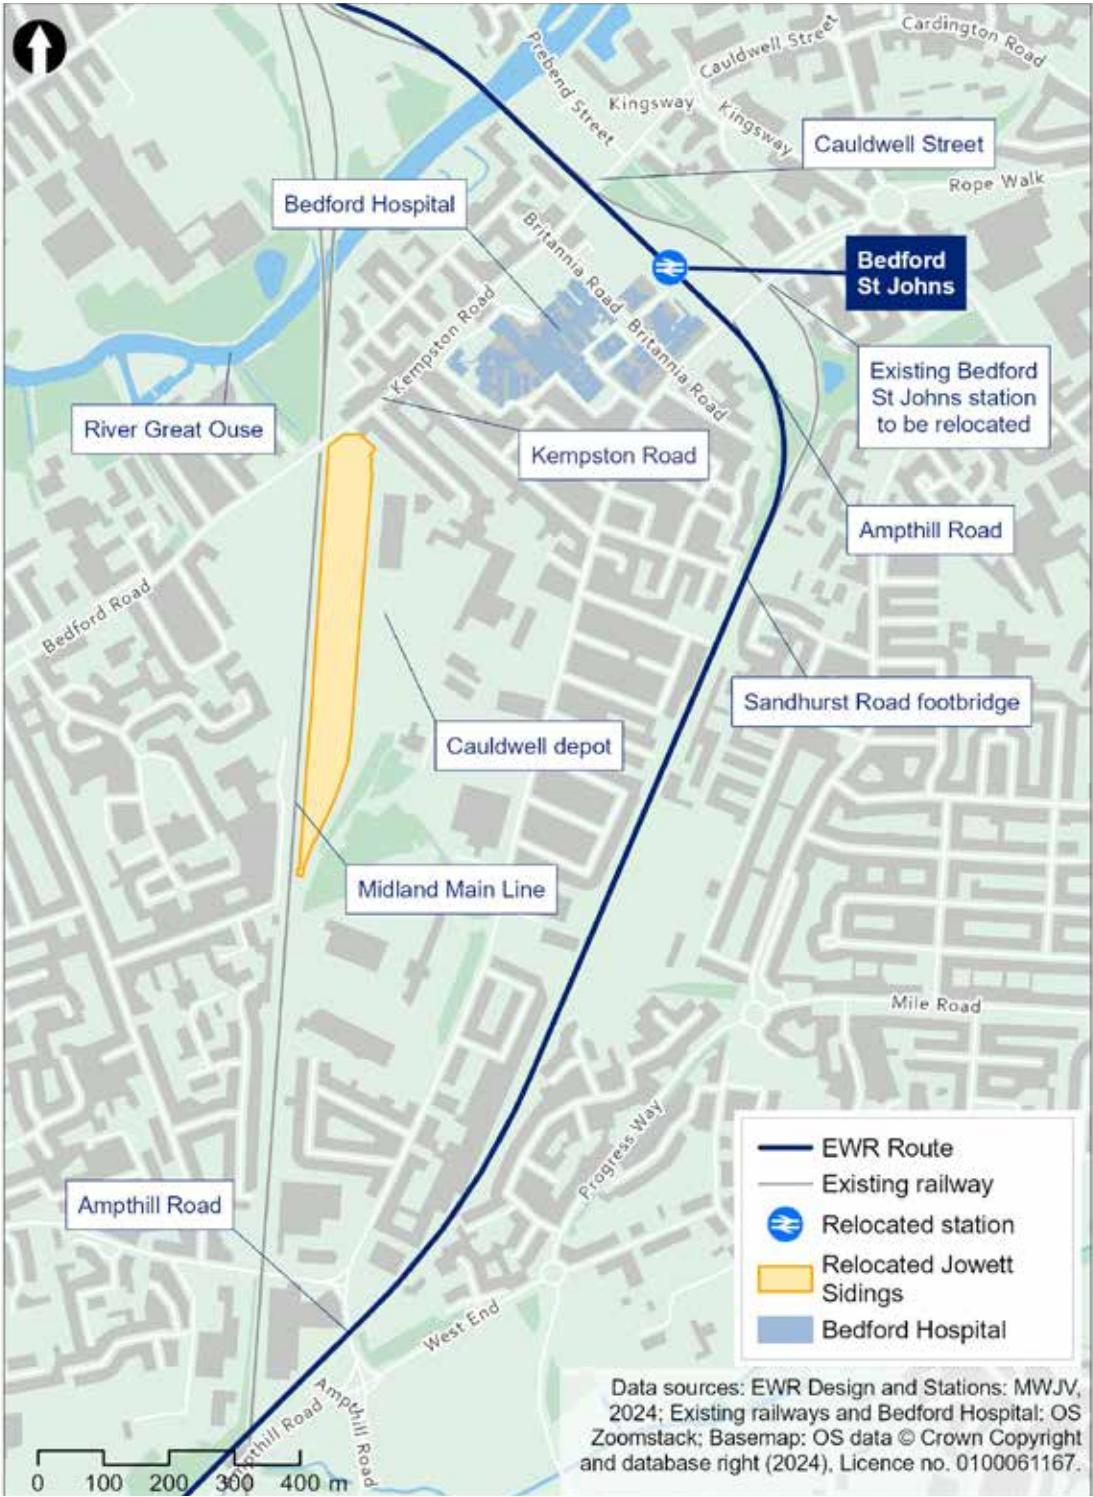 Cardington Road
Cauldwell Street
Prebend Street
Kingsway
Kingsway
Cauldwell Street
Rope Walk
Bedford Hospital
Britannia Road
Bedford
St Johns
Kempston Road
Britannia Road
Existing Bedford
St Johns station
to be relocated
River Great Ouse
Kempston Road
Ampthill Road
Bedford Road
Sandhurst Road footbridge
Cauldwell depot
Midland Main Line
Mile Road
Progress Way
Ampthill Road
West End
Ampthill Road
Ampthill Road
EWR Route
Existing railway
Relocated station
Relocated Jowett
Sidings
Bedford Hospital
0 100 200 300 400 m
Data sources: EWR Design and Stations: MWJV,
2024; Existing railways and Bedford Hospital: OS
Zoomstack; Basemap: OS data © Crown Copyright
and database right (2024), Licence no. 0100061167.